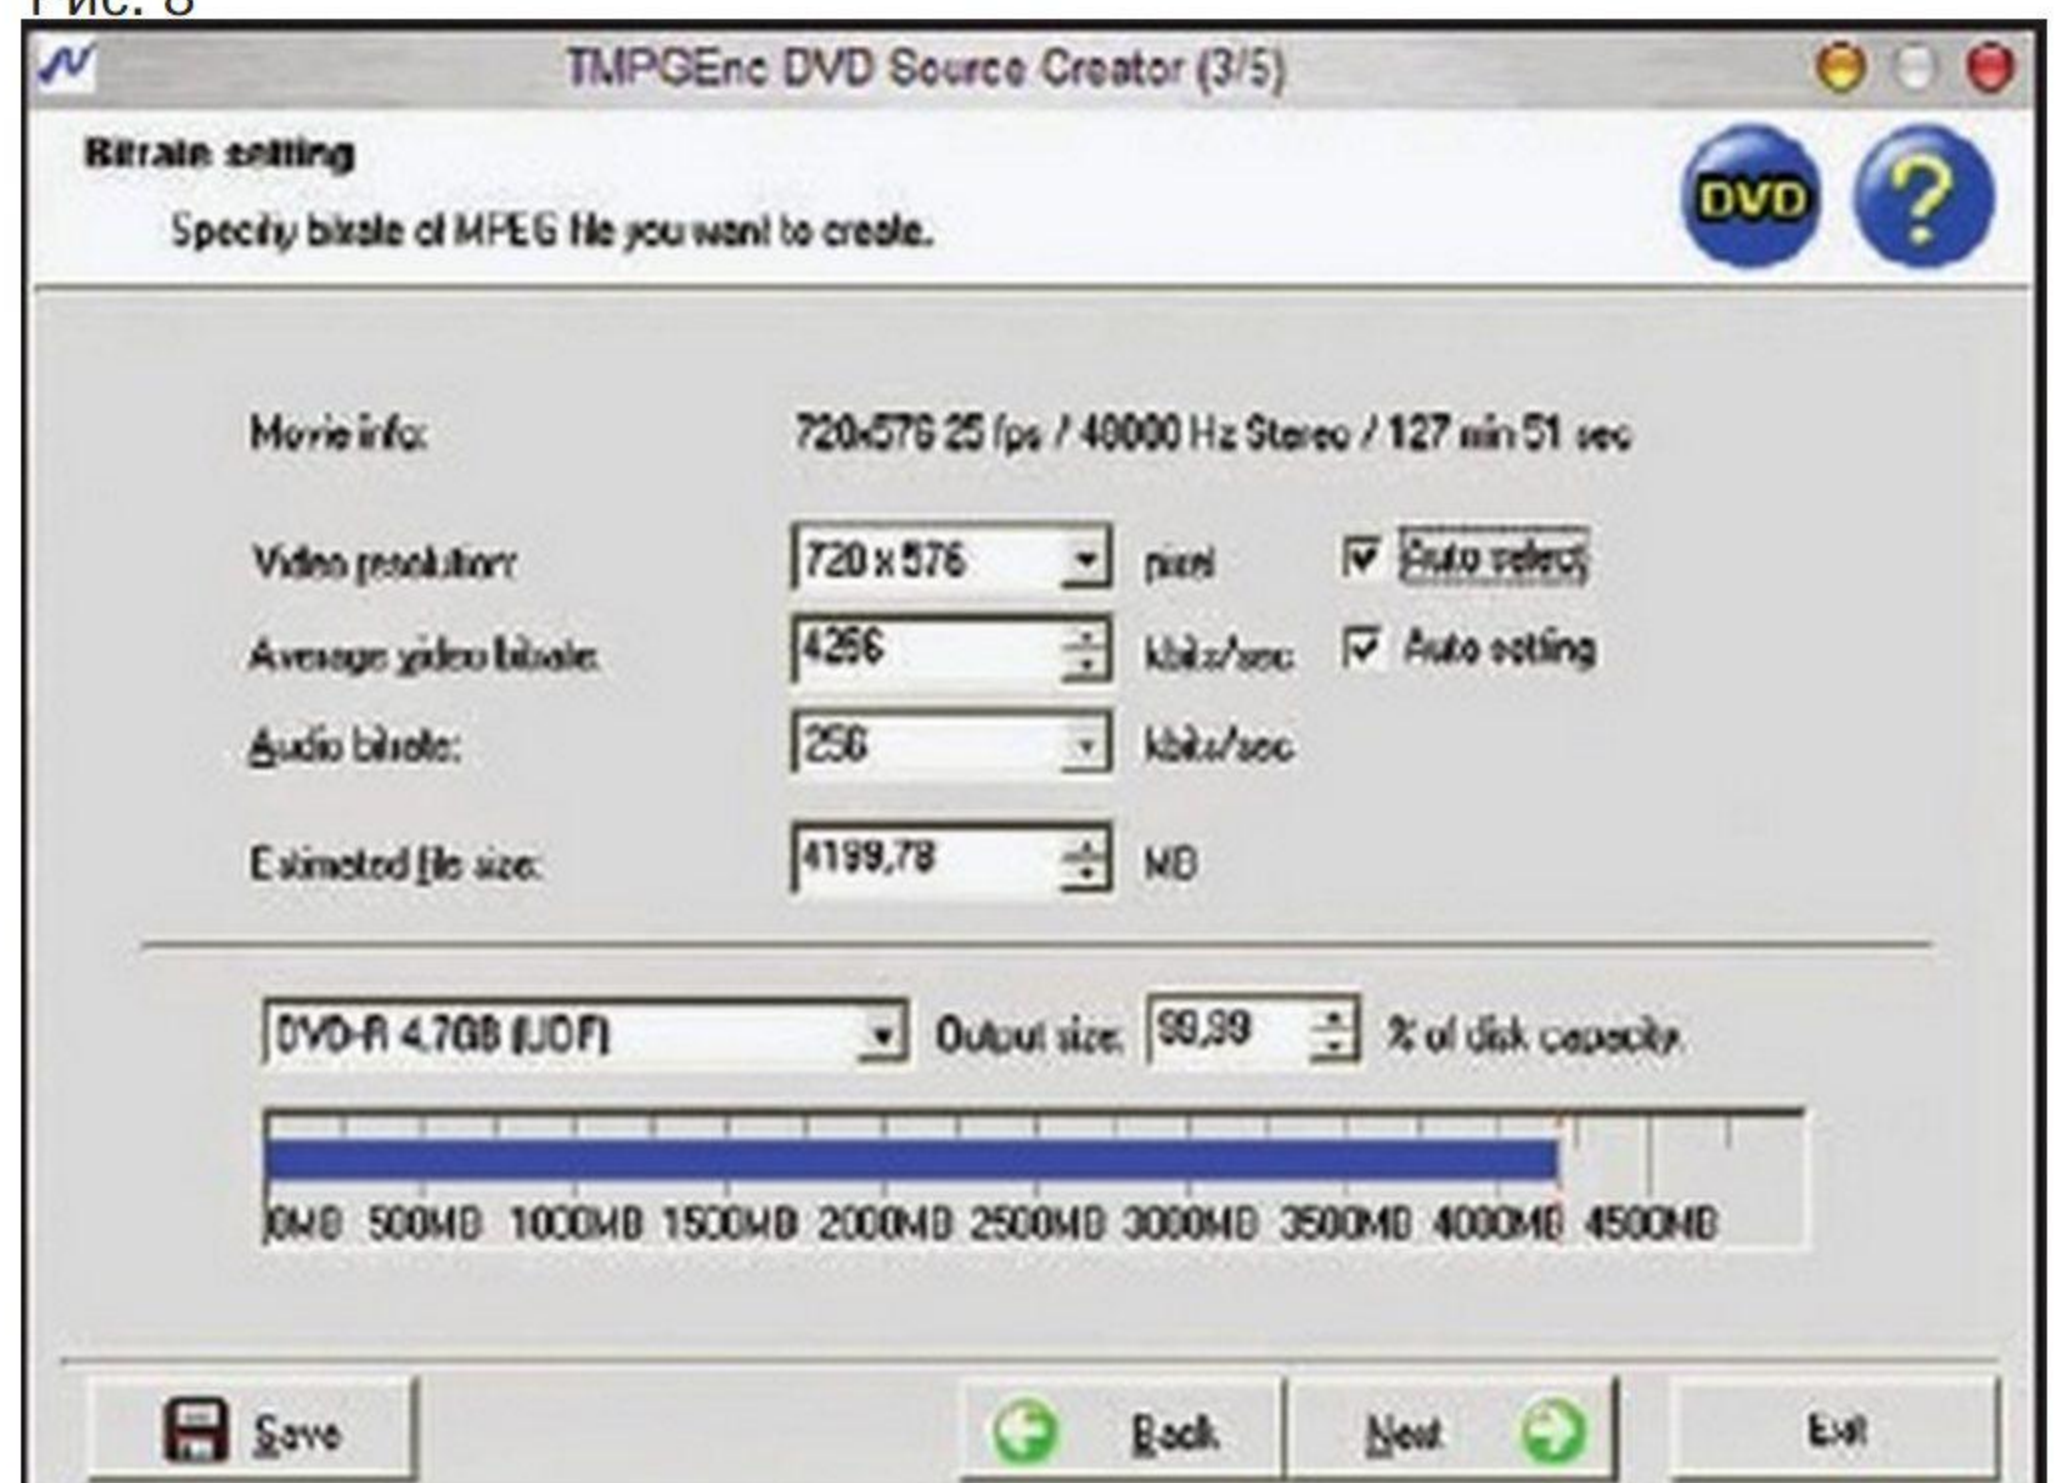 Рис. 8
TMPGEnc DVD Source Creator (3/5)
Bitrate setting
DVD ?
Specify bitrate of MPEG file you want to create.
Movie info: 720x576 25 fps / 48000 Hz Stereo / 127 min 51 sec
Video resolution: 720 x 576 pixel Auto select
Average video bitrate: kbits/sec Auto setting
Audio bitrate: 256 kbits/sec
Estimated file size: 4199,78 MB
DVD-R 4.7GB (UDF) Output size: 99,99 % of disk capacity.
0MB 500MB 1000MB 1500MB 2000MB 2500MB 3000MB 3500MB 4000MB 4500MB
Save Back Next Exit